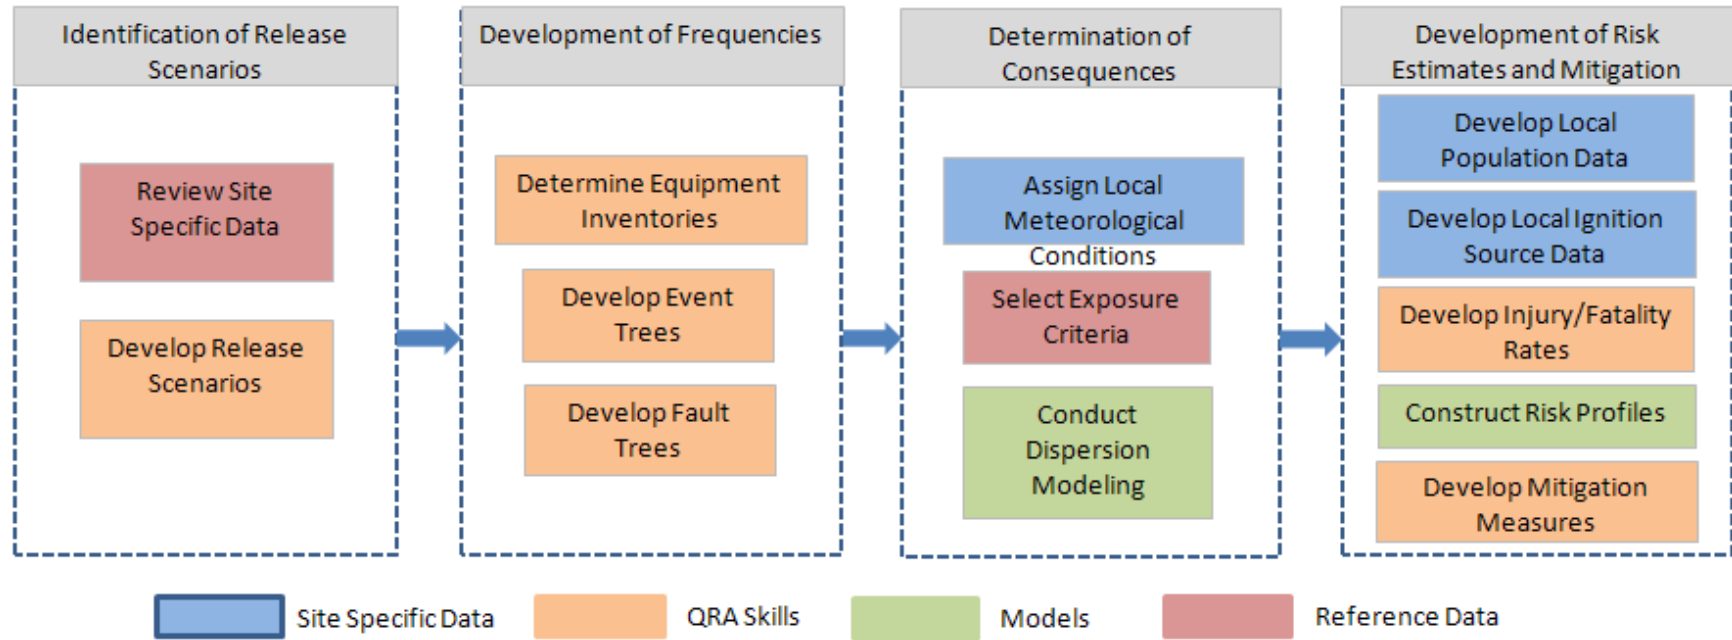 Identification of Release
Scenarios
Review Site
Specific Data
Develop Release
Scenarios
Development of Frequencies
Determine Equipment
Inventories
Develop Event
Trees
Develop Fault
Trees
Determination of
Consequences
Assign Local
Meteorological
Conditions
Select Exposure
Criteria
Conduct
Dispersion
Modeling
Development of Risk
Estimates and Mitigation
Develop Local
Population Data
Develop Local Ignition
Source Data
Develop Injury/Fatality
Rates
Construct Risk Profiles
Develop Mitigation
Measures
Site Specific Data
QRA Skills
Models
Reference Data